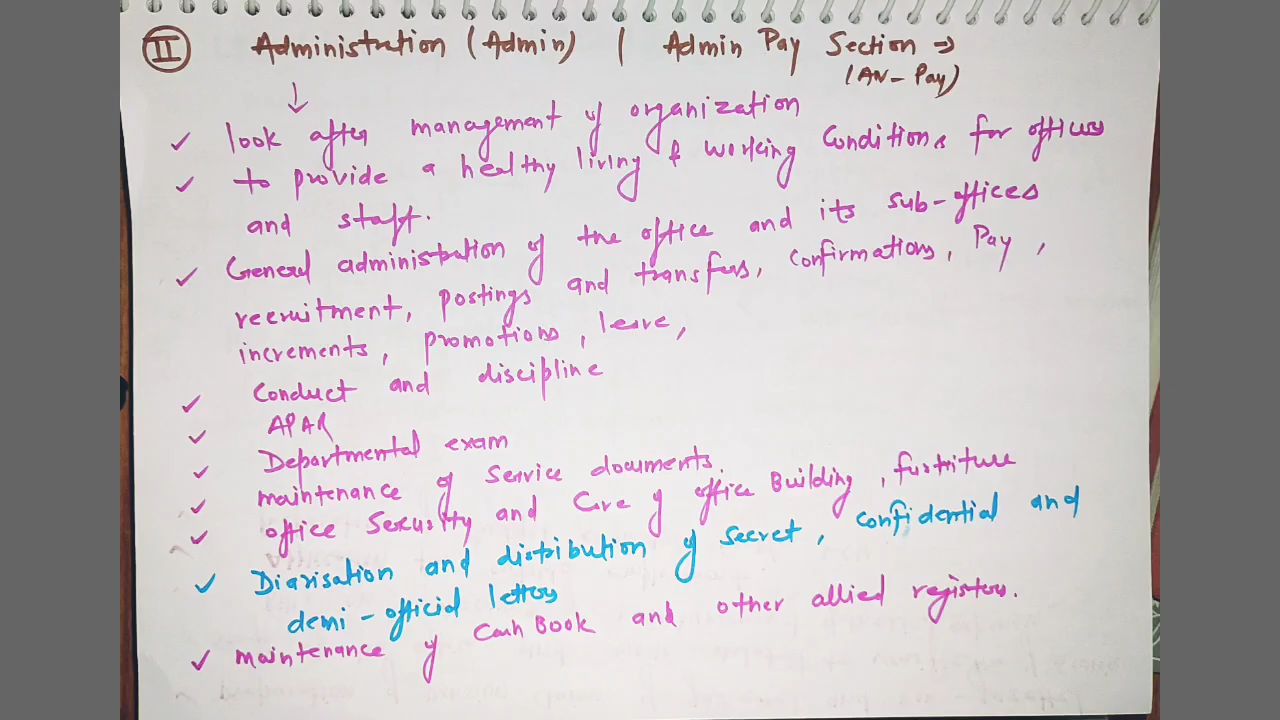 II Administration (Admin) | Admin Pay Section ⇒
(AN-Pay)
↓
✓ look after management of organization
✓ to provide a healthy living & working Conditions for officers
and staff.
✓ General administration of the office and its sub-offices
recruitment, postings and transfers, confirmations, Pay,
increments, promotions, leave,
✓ Conduct and discipline
✓ APAR
✓ Departmental exam
✓ maintenance of Service documents.
✓ office Security and Care of office Building, furniture
✓ Diarisation and distribution of Secret, confidential and
demi-official letters
✓ maintenance of Cash Book and other allied registers.